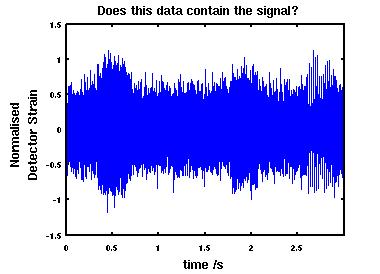 Does this data contain the signal?
1.5
1
0.5
0
-0.5
-1
-1.5
Normalised
Detector Strain
0 0.5 1 1.5 2 2.5
time /s